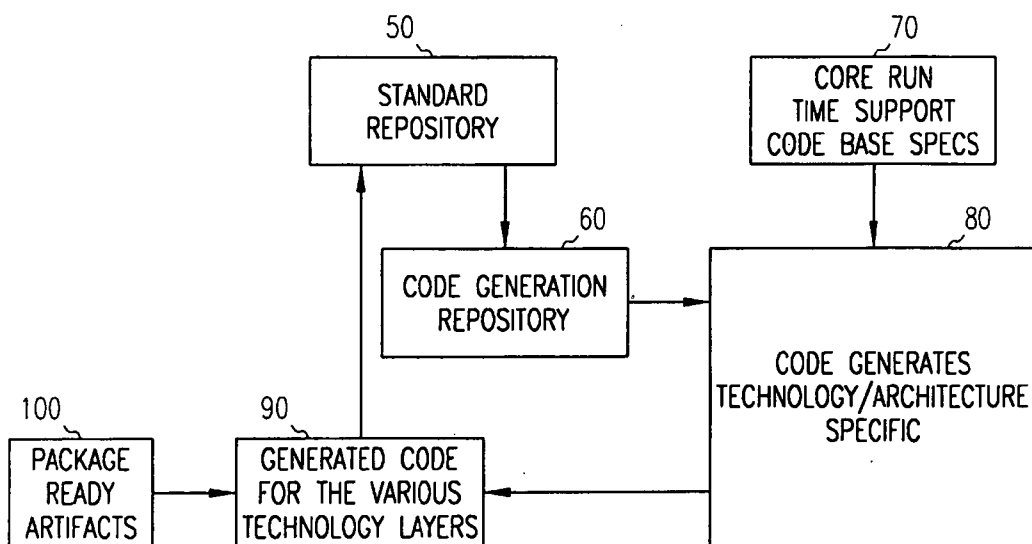 50
STANDARD
REPOSITORY
70
CORE RUN
TIME SUPPORT
CODE BASE SPECS
60
CODE GENERATION
REPOSITORY
80
CODE GENERATES
TECHNOLOGY/ARCHITECTURE
SPECIFIC
100
PACKAGE
READY
ARTIFACTS
90
GENERATED CODE
FOR THE VARIOUS
TECHNOLOGY LAYERS